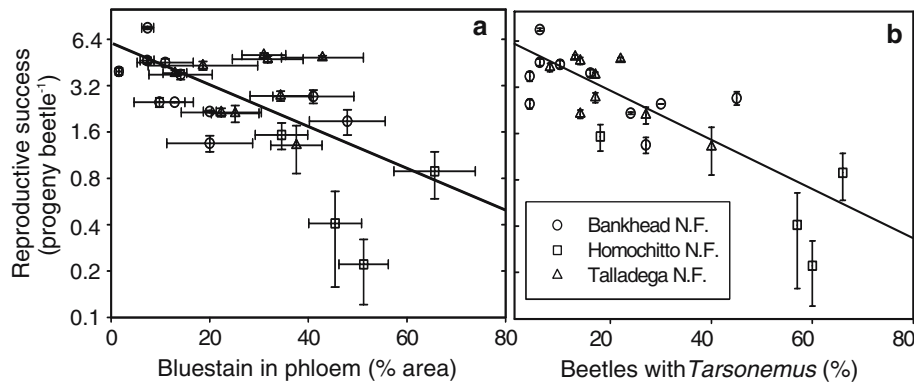 a
b
Reproductive success
(progeny beetle⁻¹)
6.4
3.2
1.6
0.8
0.4
0.2
0.1
0
20
40
60
80
Bluestain in phloem (% area)
Bankhead N.F.
Homochitto N.F.
Talladega N.F.
0
20
40
60
80
Beetles with Tarsonemus (%)